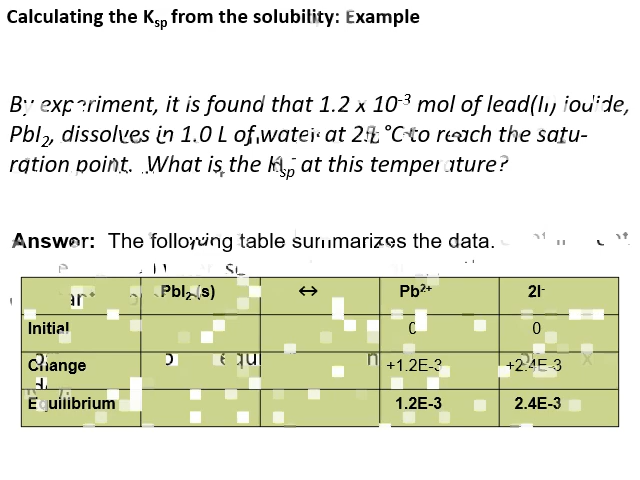 Calculating the Ksp from the solubility: Example
By experiment, it is found that 1.2 x 10-3 mol of lead(II) iodide,
PbI2, dissolves in 1.0 L of water at °C to reach the satu-
ration point. What is the Ksp at this temperature?
Answer: The following table summarizes the data.
PbI2 (s) ↔ Pb2+ 2I-
Initial 0 0
Change +1.2E-3 +2.4E-3
Equilibrium 1.2E-3 2.4E-3